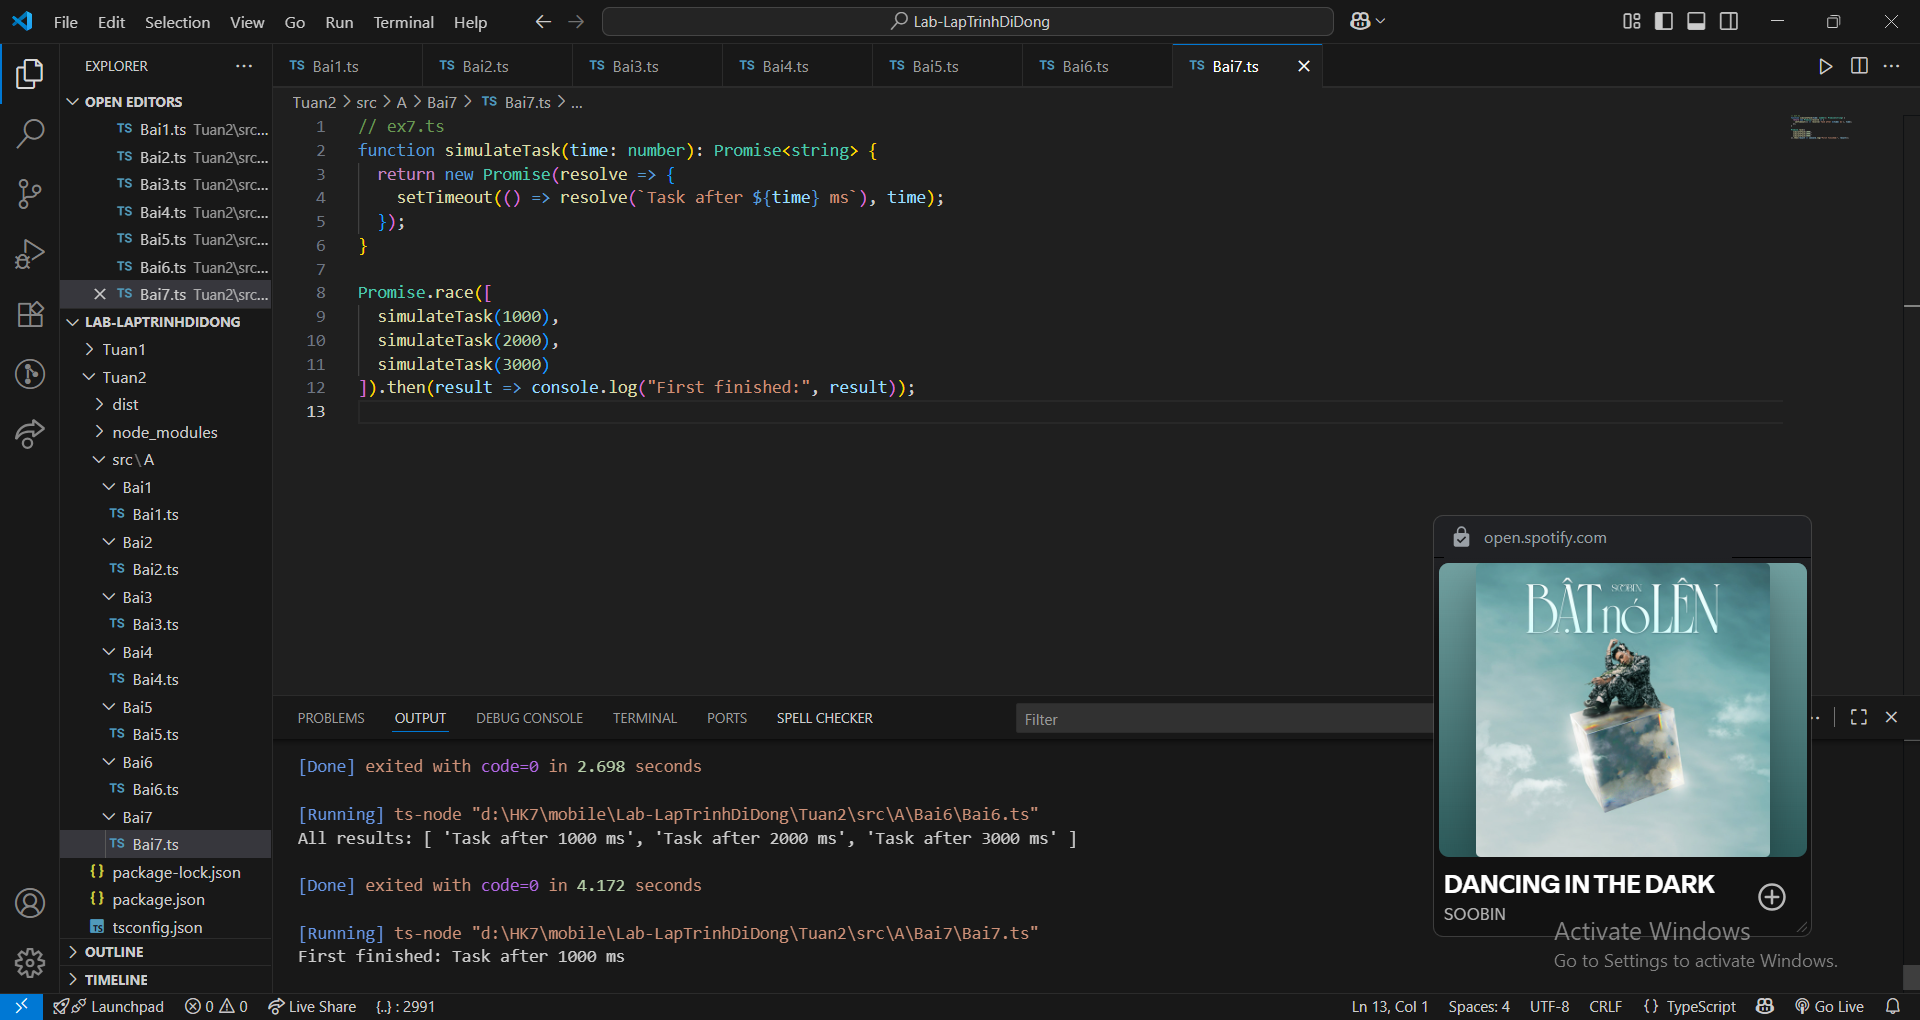 File Edit Selection View Go Run Terminal Help
Lab-LapTrinhDiDong
EXPLORER
OPEN EDITORS
TS Bai1.ts Tuan2\src...
TS Bai2.ts Tuan2\src...
TS Bai3.ts Tuan2\src...
TS Bai4.ts Tuan2\src...
TS Bai5.ts Tuan2\src...
TS Bai6.ts Tuan2\src...
TS Bai7.ts Tuan2\src...
LAB-LAPTRINHDIDONG
Tuan1
Tuan2
dist
node_modules
src\A
Bai1
TS Bai1.ts
Bai2
TS Bai2.ts
Bai3
TS Bai3.ts
Bai4
TS Bai4.ts
Bai5
TS Bai5.ts
Bai6
TS Bai6.ts
Bai7
TS Bai7.ts
{} package-lock.json
{} package.json
TS tsconfig.json
OUTLINE
TIMELINE
TS Bai1.ts TS Bai2.ts TS Bai3.ts TS Bai4.ts TS Bai5.ts TS Bai6.ts TS Bai7.ts
Tuan2 > src > A > Bai7 > TS Bai7.ts > ...
1 // ex7.ts
2 function simulateTask(time: number): Promise<string> {
3 return new Promise(resolve => {
4 setTimeout(() => resolve(`Task after ${time} ms`), time);
5 });
6 }
7
8 Promise.race([
9 simulateTask(1000),
10 simulateTask(2000),
11 simulateTask(3000)
12 ]).then(result => console.log("First finished:", result));
13
PROBLEMS OUTPUT DEBUG CONSOLE TERMINAL PORTS SPELL CHECKER
Filter
[Done] exited with code=0 in 2.698 seconds
[Running] ts-node "d:\HK7\mobile\Lab-LapTrinhDiDong\Tuan2\src\A\Bai6\Bai6.ts"
All results: [ 'Task after 1000 ms', 'Task after 2000 ms', 'Task after 3000 ms' ]
[Done] exited with code=0 in 4.172 seconds
[Running] ts-node "d:\HK7\mobile\Lab-LapTrinhDiDong\Tuan2\src\A\Bai7\Bai7.ts"
First finished: Task after 1000 ms
open.spotify.com
SOOBIN
BẬT nó LÊN
DANCING IN THE DARK
SOOBIN
Activate Windows
Go to Settings to activate Windows.
Launchpad 0 0 Live Share {..} : 2991
Ln 13, Col 1 Spaces: 4 UTF-8 CRLF {} TypeScript Go Live